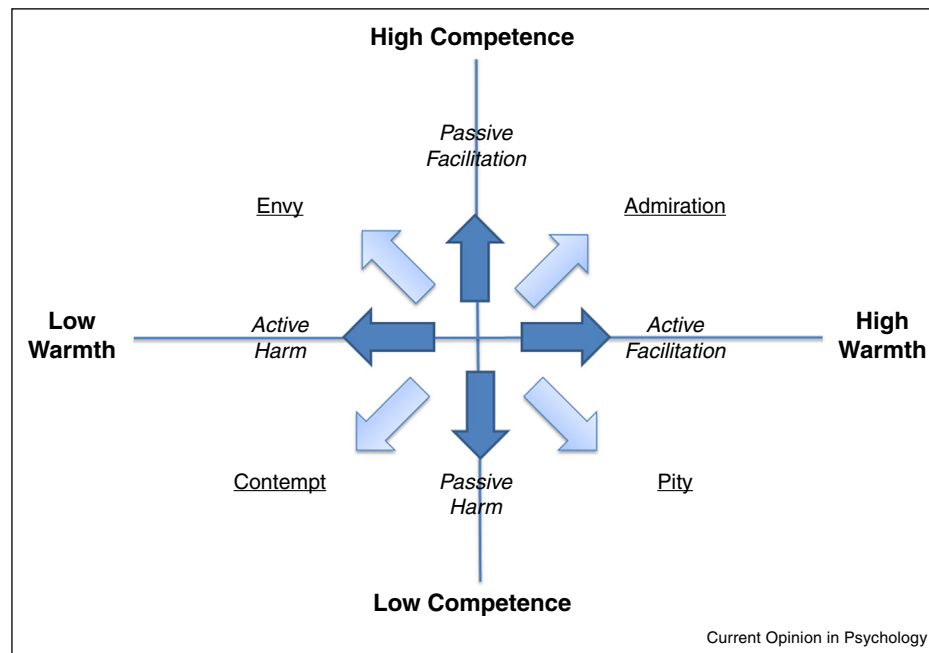 High Competence
Passive
Facilitation
Envy
Admiration
Low
Warmth
Active
Harm
Active
Facilitation
High
Warmth
Contempt
Passive
Harm
Pity
Low Competence
Current Opinion in Psychology